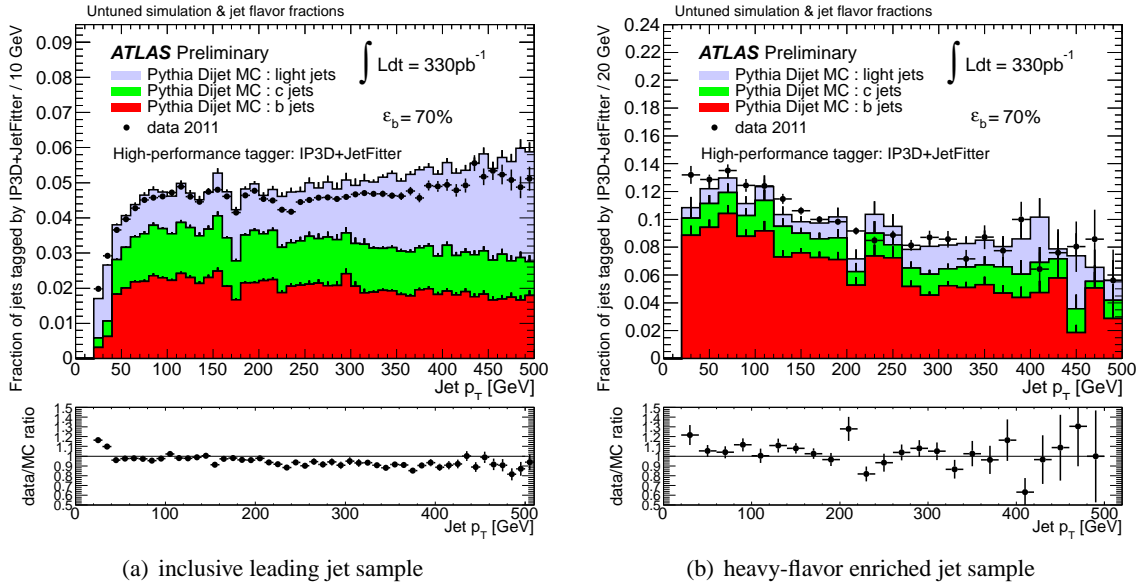 Untuned simulation & jet flavor fractions
Fraction of jets tagged by IP3D+JetFitter / 10 GeV
0.09
0.08
0.07
0.06
0.05
0.04
0.03
0.02
0.01
0
ATLAS Preliminary
∫ Ldt = 330pb⁻¹
Pythia Dijet MC : light jets
Pythia Dijet MC : c jets
Pythia Dijet MC : b jets
data 2011
ε_b = 70%
High-performance tagger: IP3D+JetFitter
0 50 100 150 200 250 300 350 400 450 500
Jet p_T [GeV]
data/MC ratio
1.5
1.4
1.3
1.2
1.1
1
0.9
0.8
0.7
0.6
0.5
0 100 200 300 400 500
Jet p_T [GeV]
(a) inclusive leading jet sample
Untuned simulation & jet flavor fractions
Fraction of jets tagged by IP3D+JetFitter / 20 GeV
0.24
0.22
0.2
0.18
0.16
0.14
0.12
0.1
0.08
0.06
0.04
0.02
0
ATLAS Preliminary
∫ Ldt = 330pb⁻¹
Pythia Dijet MC : light jets
Pythia Dijet MC : c jets
Pythia Dijet MC : b jets
data 2011
ε_b = 70%
High-performance tagger: IP3D+JetFitter
0 50 100 150 200 250 300 350 400 450 500
Jet p_T [GeV]
data/MC ratio
1.5
1.4
1.3
1.2
1.1
1
0.9
0.8
0.7
0.6
0.5
0 100 200 300 400 500
Jet p_T [GeV]
(b) heavy-flavor enriched jet sample